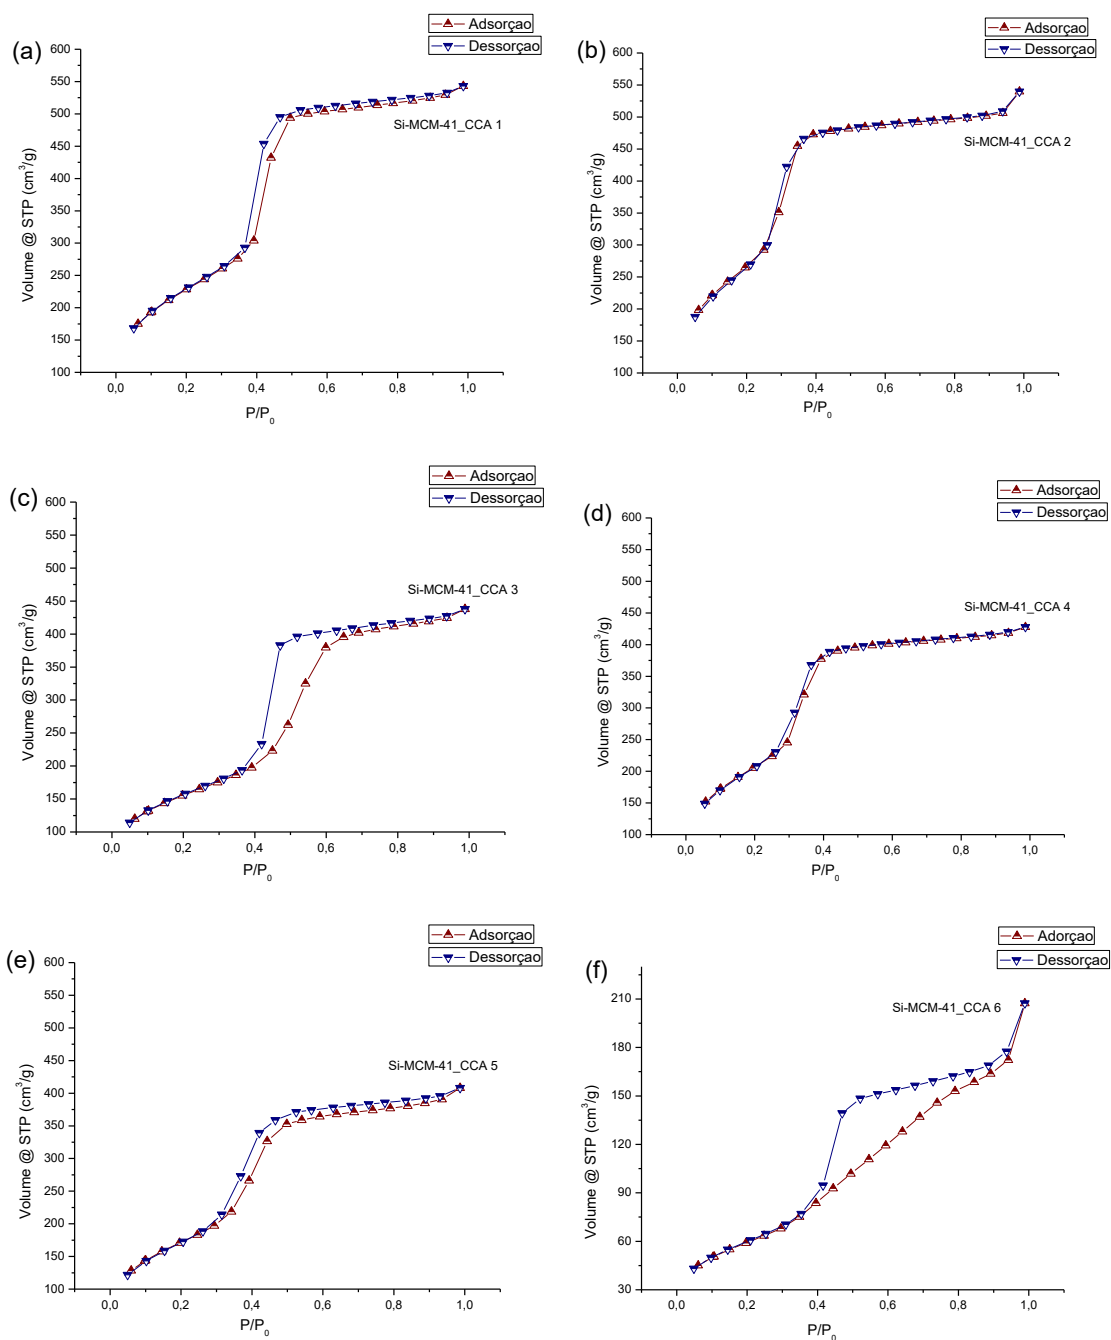 (a)
Adsorçao
Dessorçao
600
550
500
450
400
350
300
250
200
150
100
Volume @ STP (cm³/g)
Si-MCM-41_CCA 1
0,0 0,2 0,4 0,6 0,8 1,0
P/P₀
(b)
Adsorçao
Dessorçao
600
550
500
450
400
350
300
250
200
150
100
Volume @ STP (cm³/g)
Si-MCM-41_CCA 2
0,0 0,2 0,4 0,6 0,8 1,0
P/P₀
(c)
Adsorçao
Dessorçao
600
550
500
450
400
350
300
250
200
150
100
Volume @ STP (cm³/g)
Si-MCM-41_CCA 3
0,0 0,2 0,4 0,6 0,8 1,0
P/P₀
(d)
Adsorçao
Dessorçao
600
550
500
450
400
350
300
250
200
150
100
Volume @ STP (cm³/g)
Si-MCM-41_CCA 4
0,0 0,2 0,4 0,6 0,8 1,0
P/P₀
(e)
Adsorçao
Dessorçao
600
550
500
450
400
350
300
250
200
150
100
Volume @ STP (cm³/g)
Si-MCM-41_CCA 5
0,0 0,2 0,4 0,6 0,8 1,0
P/P₀
(f)
Adorçao
Dessorçao
210
180
150
120
90
60
30
Volume @ STP (cm³/g)
Si-MCM-41_CCA 6
0,0 0,2 0,4 0,6 0,8 1,0
P/P₀